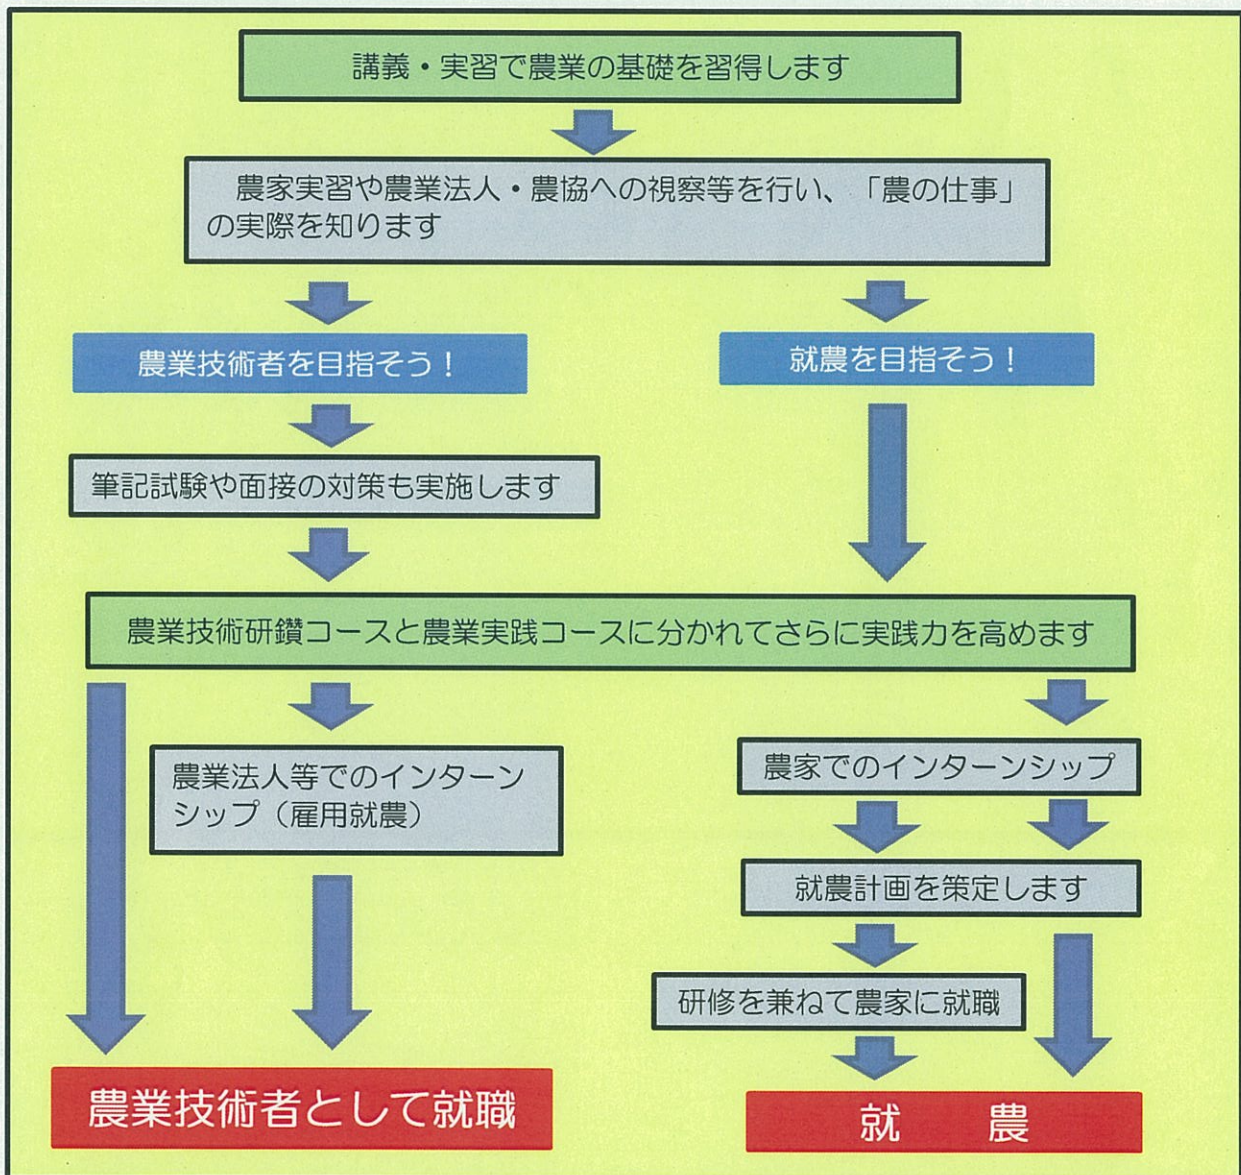 講義・実習で農業の基礎を習得します
農家実習や農業法人・農協への視察等を行い、「農の仕事」
の実際を知ります
農業技術者を目指そう！
就農を目指そう！
筆記試験や面接の対策も実施します
農業技術研鑽コースと農業実践コースに分かれてさらに実践力を高めます
農業法人等でのインターン
シップ（雇用就農）
農家でのインターンシップ
就農計画を策定します
研修を兼ねて農家に就職
農業技術者として就職
就　農